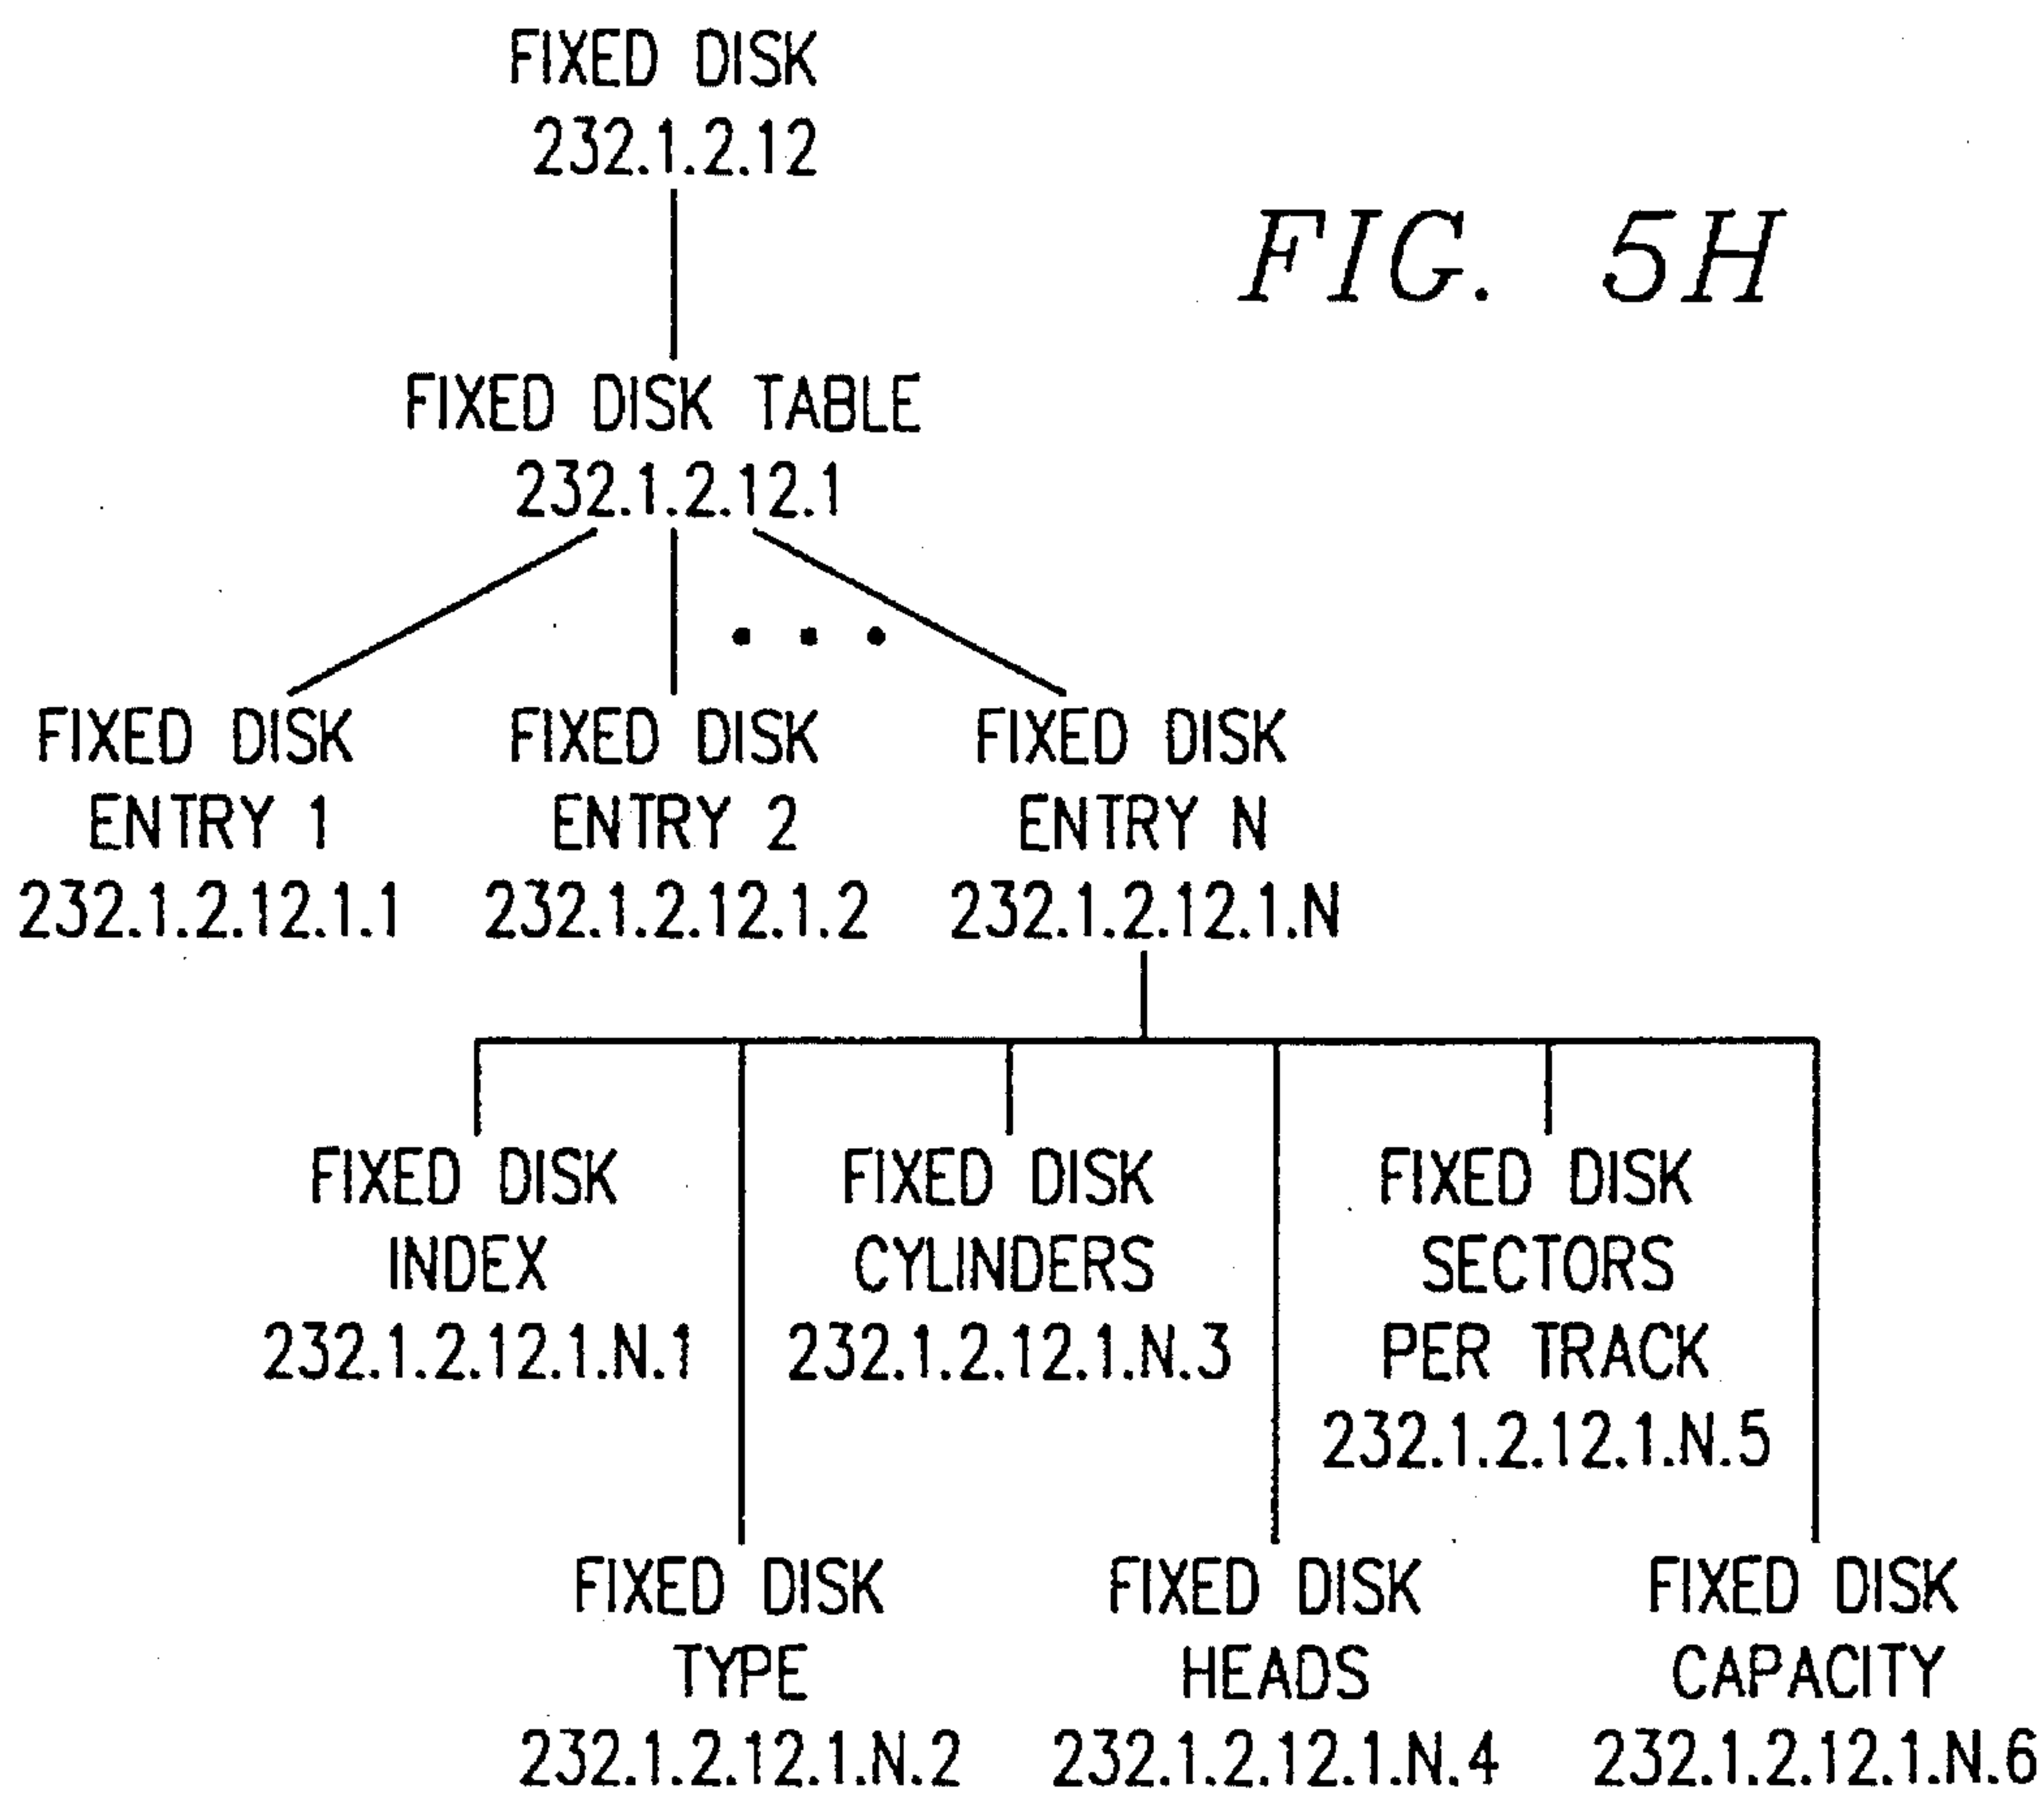 FIXED DISK
232.1.2.12
FIG. 5H
FIXED DISK TABLE
232.1.2.12.1
FIXED DISK
ENTRY 1
232.1.2.12.1.1
FIXED DISK
ENTRY 2
232.1.2.12.1.2
FIXED DISK
ENTRY N
232.1.2.12.1.N
FIXED DISK
INDEX
232.1.2.12.1.N.1
FIXED DISK
CYLINDERS
232.1.2.12.1.N.3
FIXED DISK
SECTORS
PER TRACK
232.1.2.12.1.N.5
FIXED DISK
TYPE
232.1.2.12.1.N.2
FIXED DISK
HEADS
232.1.2.12.1.N.4
FIXED DISK
CAPACITY
232.1.2.12.1.N.6